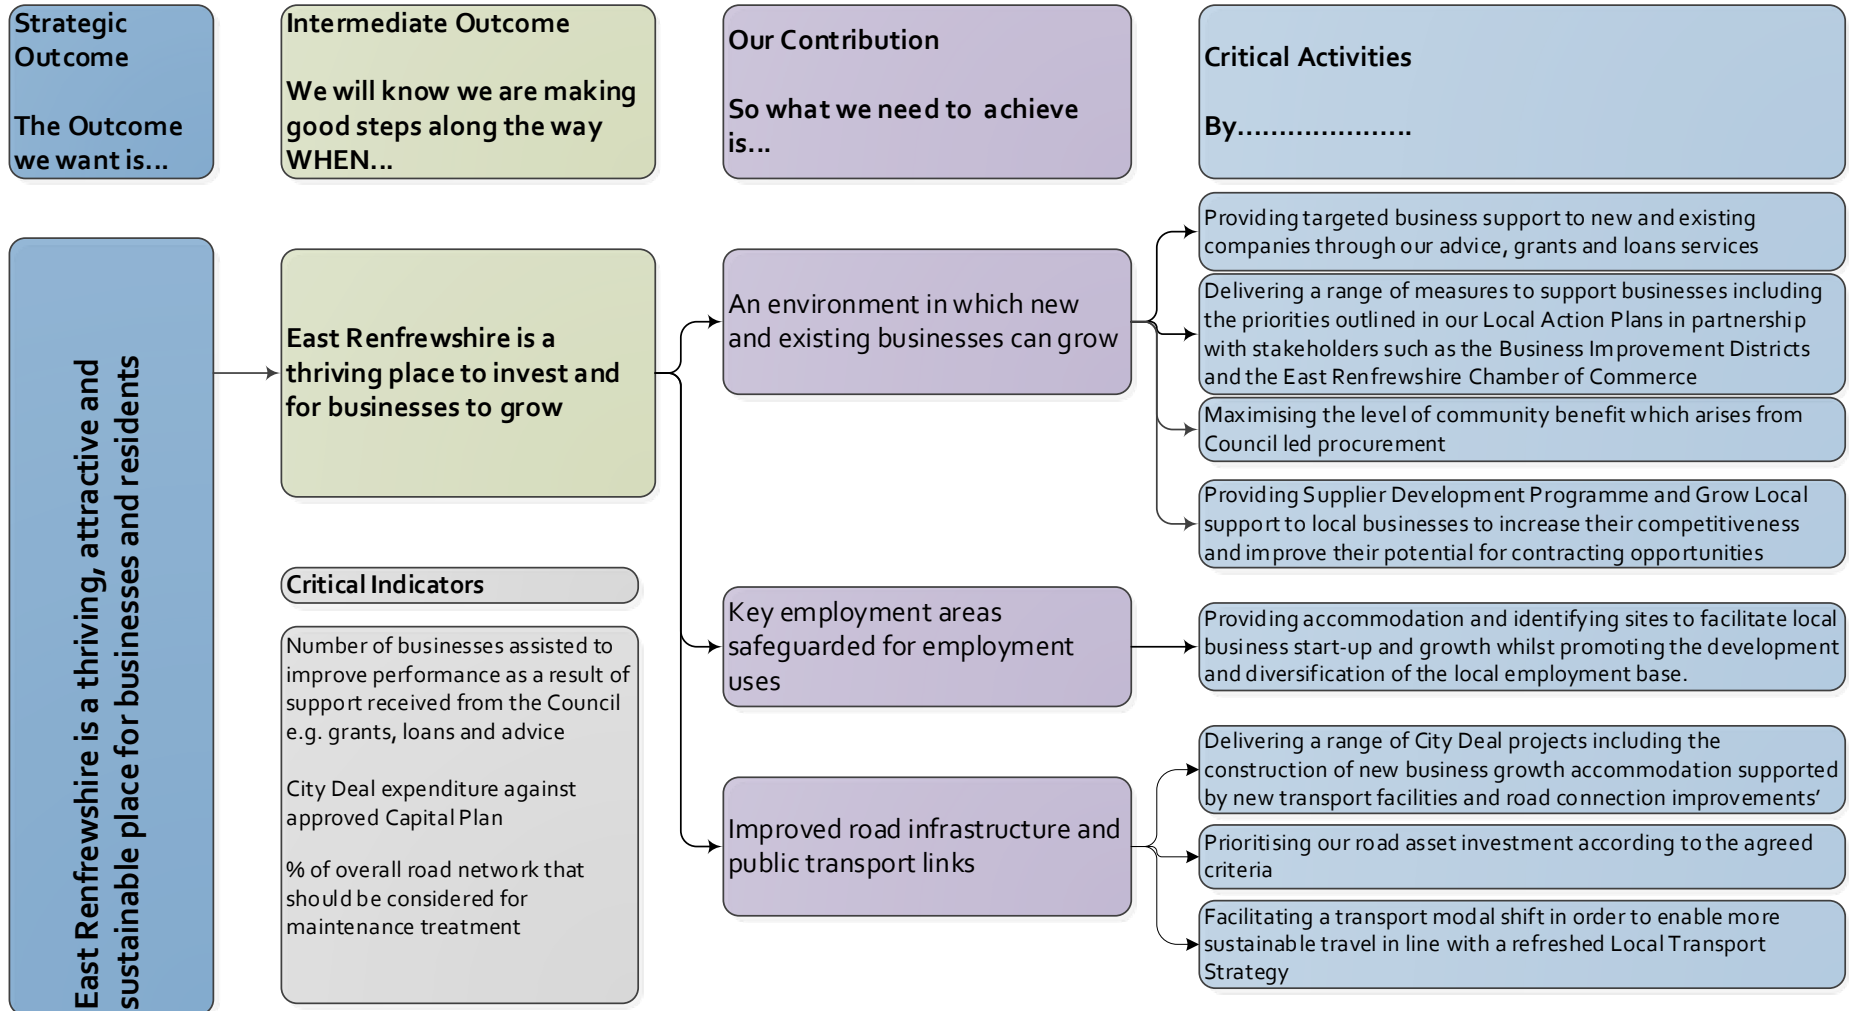 Strategic
Outcome
The Outcome
we want is...
Intermediate Outcome
We will know we are making
good steps along the way
WHEN...
Our Contribution
So what we need to achieve
is...
Critical Activities
By.....................
East Renfrewshire is a thriving, attractive and
sustainable place for businesses and residents
East Renfrewshire is a
thriving place to invest and
for businesses to grow
Critical Indicators
Number of businesses assisted to
improve performance as a result of
support received from the Council
e.g. grants, loans and advice
City Deal expenditure against
approved Capital Plan
% of overall road network that
should be considered for
maintenance treatment
An environment in which new
and existing businesses can grow
Key employment areas
safeguarded for employment
uses
Improved road infrastructure and
public transport links
Providing targeted business support to new and existing
companies through our advice, grants and loans services
Delivering a range of measures to support businesses including
the priorities outlined in our Local Action Plans in partnership
with stakeholders such as the Business Improvement Districts
and the East Renfrewshire Chamber of Commerce
Maximising the level of community benefit which arises from
Council led procurement
Providing Supplier Development Programme and Grow Local
support to local businesses to increase their competitiveness
and improve their potential for contracting opportunities
Providing accommodation and identifying sites to facilitate local
business start-up and growth whilst promoting the development
and diversification of the local employment base.
Delivering a range of City Deal projects including the
construction of new business growth accommodation supported
by new transport facilities and road connection improvements’
Prioritising our road asset investment according to the agreed
criteria
Facilitating a transport modal shift in order to enable more
sustainable travel in line with a refreshed Local Transport
Strategy